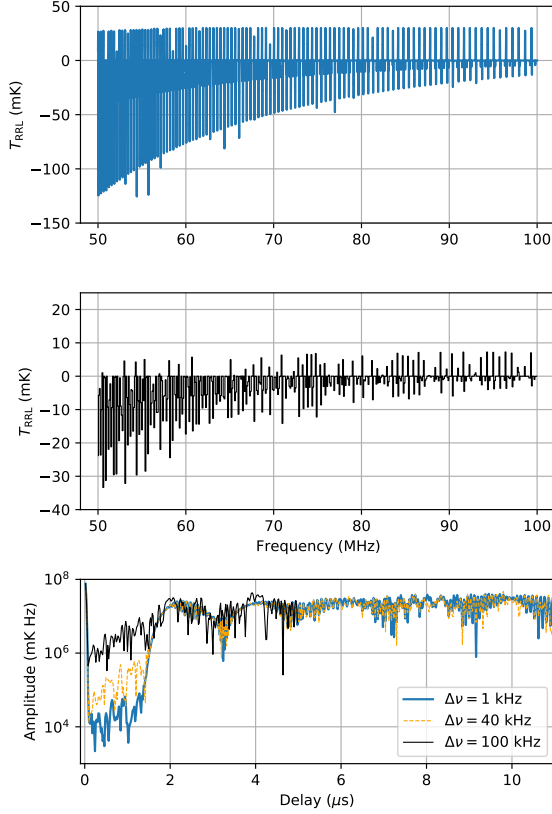 50
0
−50
−100
−150
T_RRL (mK)
50 60 70 80 90 100
20
10
0
−10
−20
−30
−40
T_RRL (mK)
50 60 70 80 90 100
Frequency (MHz)
10^8
10^6
10^4
Amplitude (mK Hz)
Δν = 1 kHz
Δν = 40 kHz
Δν = 100 kHz
0 2 4 6 8 10
Delay (μs)